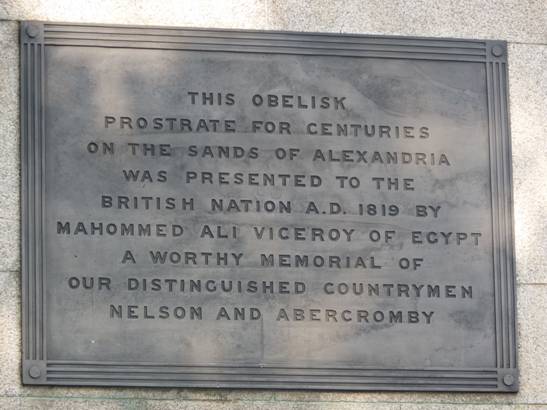 THIS OBELISK
PROSTRATE FOR CENTURIES
ON THE SANDS OF ALEXANDRIA
WAS PRESENTED TO THE
BRITISH NATION A.D. 1819 BY
MAHOMMED ALI VICEROY OF EGYPT
A WORTHY MEMORIAL OF
OUR DISTINGUISHED COUNTRYMEN
NELSON AND ABERCROMBY